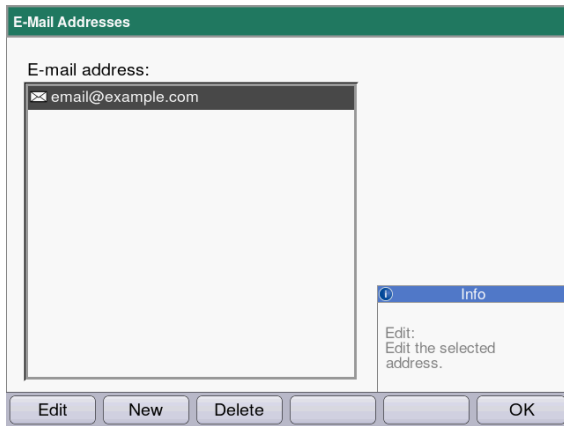 E-Mail Addresses
E-mail address:
email@example.com
Info
Edit:
Edit the selected
address.
Edit
New
Delete
OK